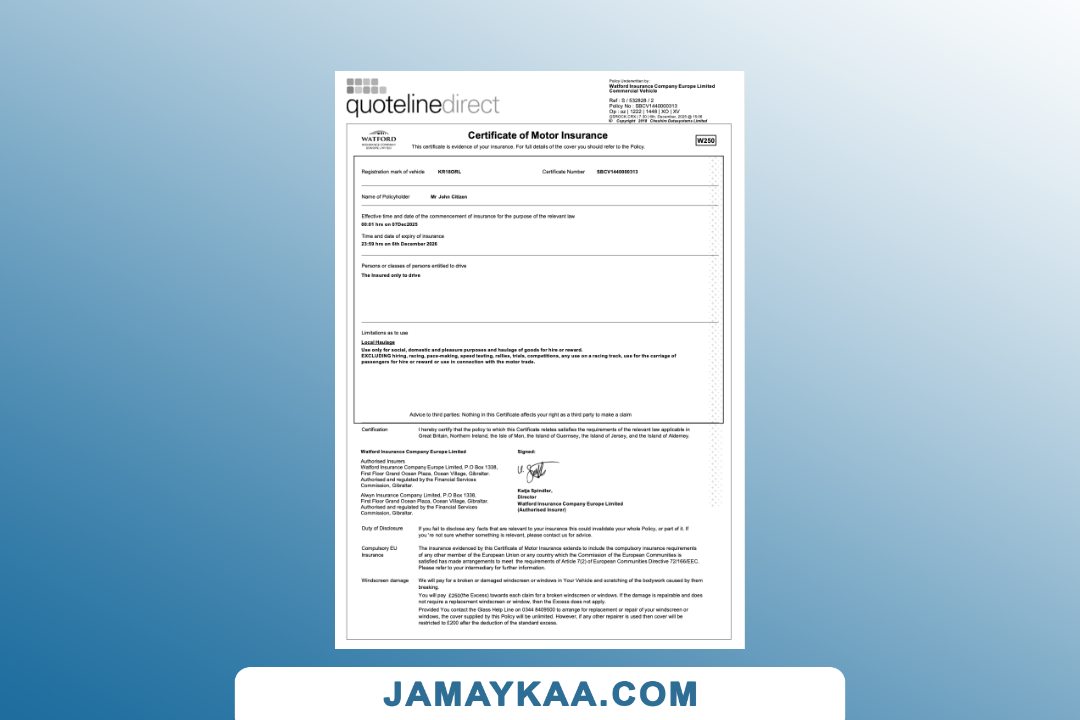 quotelinedirect
Policy Underwritten by:
Watford Insurance Company Europe Limited
Commercial Vehicle
Ref : S / 532828 / 2
Policy No : SBCV1440000313
© Copyright 2018 Cheshire Datasystems Limited
WATFORD
INSURANCE COMPANY
EUROPE LIMITED
Certificate of Motor Insurance
This certificate is evidence of your insurance. For full details of the cover you should refer to the Policy.
W250
Registration mark of vehicle KR18DRL
Certificate Number SBCV1440000313
Name of Policyholder Mr John Citizen
Effective time and date of the commencement of insurance for the purpose of the relevant law
00:01 hrs on 07Dec2025
Time and date of expiry of insurance
23:59 hrs on 6th December 2026
Persons or classes of persons entitled to drive
The Insured only to drive
Limitations as to use
Local Haulage
Use only for social, domestic and pleasure purposes and haulage of goods for hire or reward.
EXCLUDING hiring, racing, pace-making, speed testing, rallies, trials, competitions, any use on a racing track, use for the carriage of
passengers for hire or reward or use in connection with the motor trade.
Advice to third parties: Nothing in this Certificate affects your right as a third party to make a claim
Certification
I hereby certify that the policy to which this Certificate relates satisfies the requirements of the relevant law applicable in
Great Britain, Northern Ireland, the Isle of Man, the Island of Guernsey, the Island of Jersey, and the Island of Alderney.
Watford Insurance Company Europe Limited
Authorised Insurers
Watford Insurance Company Europe Limited, P.O Box 1338,
First Floor Grand Ocean Plaza, Ocean Village, Gibraltar.
Authorised and regulated by the Financial Services
Commission, Gibraltar.
Alwyn Insurance Company Limited, P.O Box 1338,
First Floor Grand Ocean Plaza, Ocean Village, Gibraltar.
Authorised and regulated by the Financial Services
Commission, Gibraltar.
Signed:
Katja Spindler,
Director
Watford Insurance Company Europe Limited
(Authorised Insurer)
Duty of Disclosure
If you fail to disclose any facts that are relevant to your insurance this could invalidate your whole Policy, or part of it. If
you 're not sure whether something is relevant, please contact us for advice.
Compulsory EU
Insurance
The insurance evidenced by this Certificate of Motor Insurance extends to include the compulsory insurance requirements
of any other member of the European Union or any country which the Commission of the European Communities is
satisfied has made arrangements to meet the requirements of Article 7(2) of European Communities Directive 72/166/EEC.
Please refer to your intermediary for further information.
Windscreen damage
We will pay for a broken or damaged windscreen or windows in Your Vehicle and scratching of the bodywork caused by them
breaking.
You will pay £250(the Excess) towards each claim for a broken windscreen or windows. If the damage is repairable and does
not require a replacement windscreen or window, then the Excess does not apply.
Provided You contact the Glass Help Line on 0344 8409500 to arrange for replacement or repair of your windscreen or
windows, the cover supplied by this Policy will be unlimited. However, if any other repairer is used then cover will be
restricted to £200 after the deduction of the standard excess.
JAMAYKAA.COM